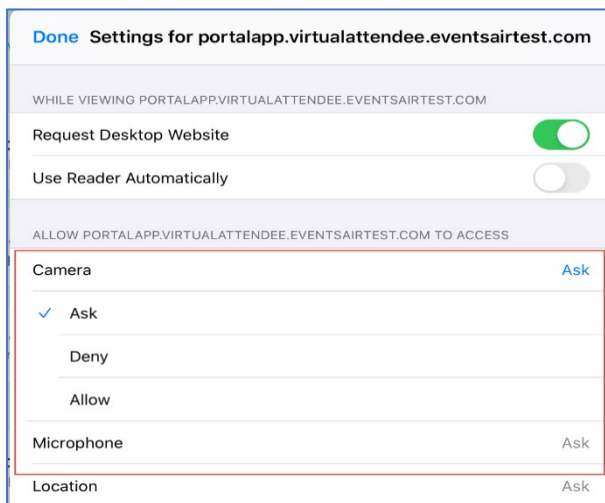 Done Settings for portalapp.virtualattendee.eventsairtest.com
WHILE VIEWING PORTALAPP.VIRTUALATTENDEE.EVENTSAIRTEST.COM
Request Desktop Website
Use Reader Automatically
ALLOW PORTALAPP.VIRTUALATTENDEE.EVENTSAIRTEST.COM TO ACCESS
Camera Ask
Ask
Deny
Allow
Microphone Ask
Location Ask